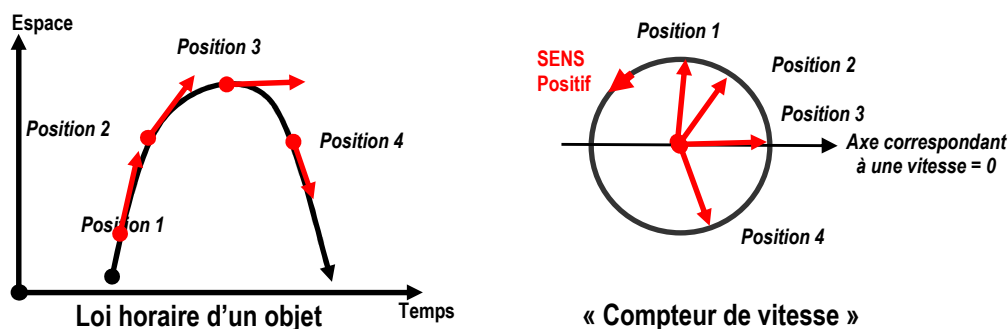 Espace
Position 3
Position 2
Position 4
Position 1
Temps
Loi horaire d’un objet
Position 1
SENS
Positif
Position 2
Position 3
Axe correspondant
à une vitesse = 0
Position 4
« Compteur de vitesse »